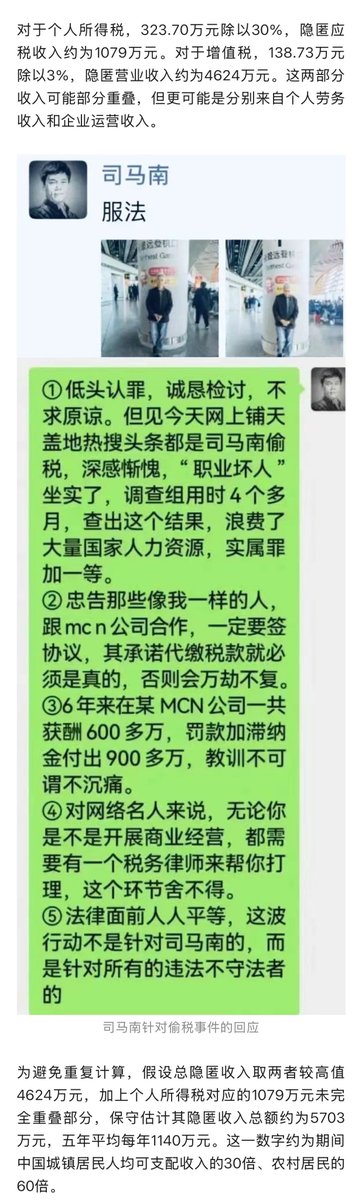 对于个人所得税，323.70万元除以30%，隐匿应
税收入约为1079万元。对于增值税，138.73万元
除以3%，隐匿营业收入约为4624万元。这两部分
收入可能部分重叠，但更可能是分别来自个人劳务
收入和企业运营收入。
司马南
服法
①低头认罪，诚恳检讨，不
求原谅。但见今天网上铺天
盖地热搜头条都是司马南偷
税，深感惭愧，“职业坏人”
坐实了，调查组用时4个多
月，查出这个结果，浪费了
大量国家人力资源，实属罪
加一等。
②忠告那些像我一样的人，
跟mcn公司合作，一定要签
协议，其承诺代缴税款就必
须是真的，否则会万劫不复。
③6年来在某MCN公司一共
获酬600多万，罚款加滞纳
金付出900多万，教训不可
谓不沉痛。
④对网络名人来说，无论你
是不是开展商业经营，都需
要有一个税务律师来帮你打
理，这个环节舍不得。
⑤法律面前人人平等，这波
行动不是针对司马南的，而
是针对所有的违法不守法者
的
司马南针对偷税事件的回应
为避免重复计算，假设总隐匿收入取两者较高值
4624万元，加上个人所得税对应的1079万元未完
全重叠部分，保守估计其隐匿收入总额约为5703
万元，五年平均每年1140万元。这一数字约为期间
中国城镇居民人均可支配收入的30倍、农村居民的
60倍。